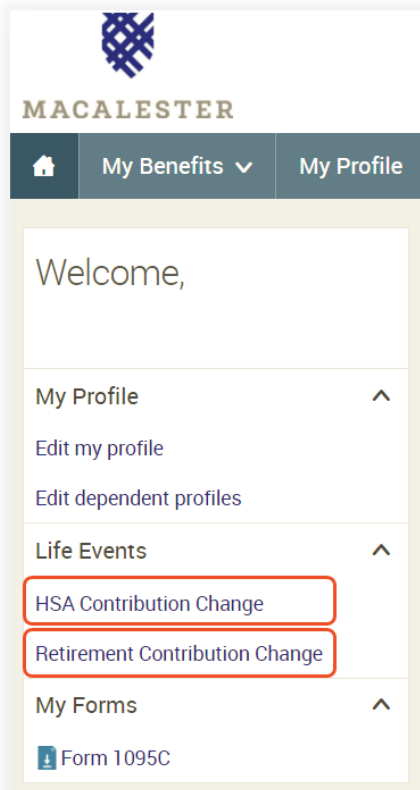 MACALESTER
My Benefits My Profile
Welcome,
My Profile
Edit my profile
Edit dependent profiles
Life Events
HSA Contribution Change
Retirement Contribution Change
My Forms
Form 1095C